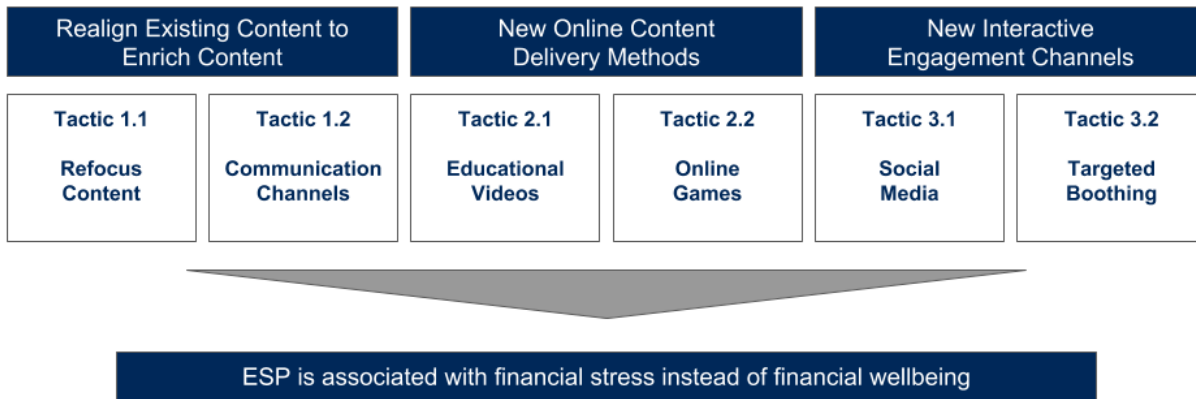 Realign Existing Content to
Enrich Content
New Online Content
Delivery Methods
New Interactive
Engagement Channels
Tactic 1.1
Refocus
Content
Tactic 1.2
Communication
Channels
Tactic 2.1
Educational
Videos
Tactic 2.2
Online
Games
Tactic 3.1
Social
Media
Tactic 3.2
Targeted
Boothing
ESP is associated with financial stress instead of financial wellbeing